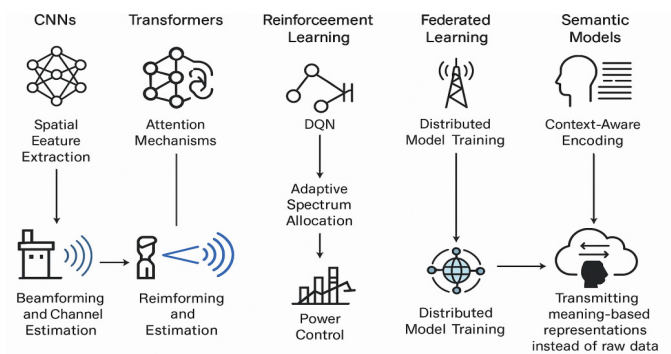 CNNs
Spatial
Eeature
Extraction
Beamforming
and Channel
Estimation
Transformers
Attention
Mechanisms
Reimforming
and
Estimation
Reinforceement
Learning
DQN
Adaptive
Spectrum
Allocation
Power
Control
Federated
Learning
Distributed
Model Training
Distributed
Model Training
Semantic
Models
Context-Aware
Encoding
Transmitting
meaning-based
representations
instead of raw data